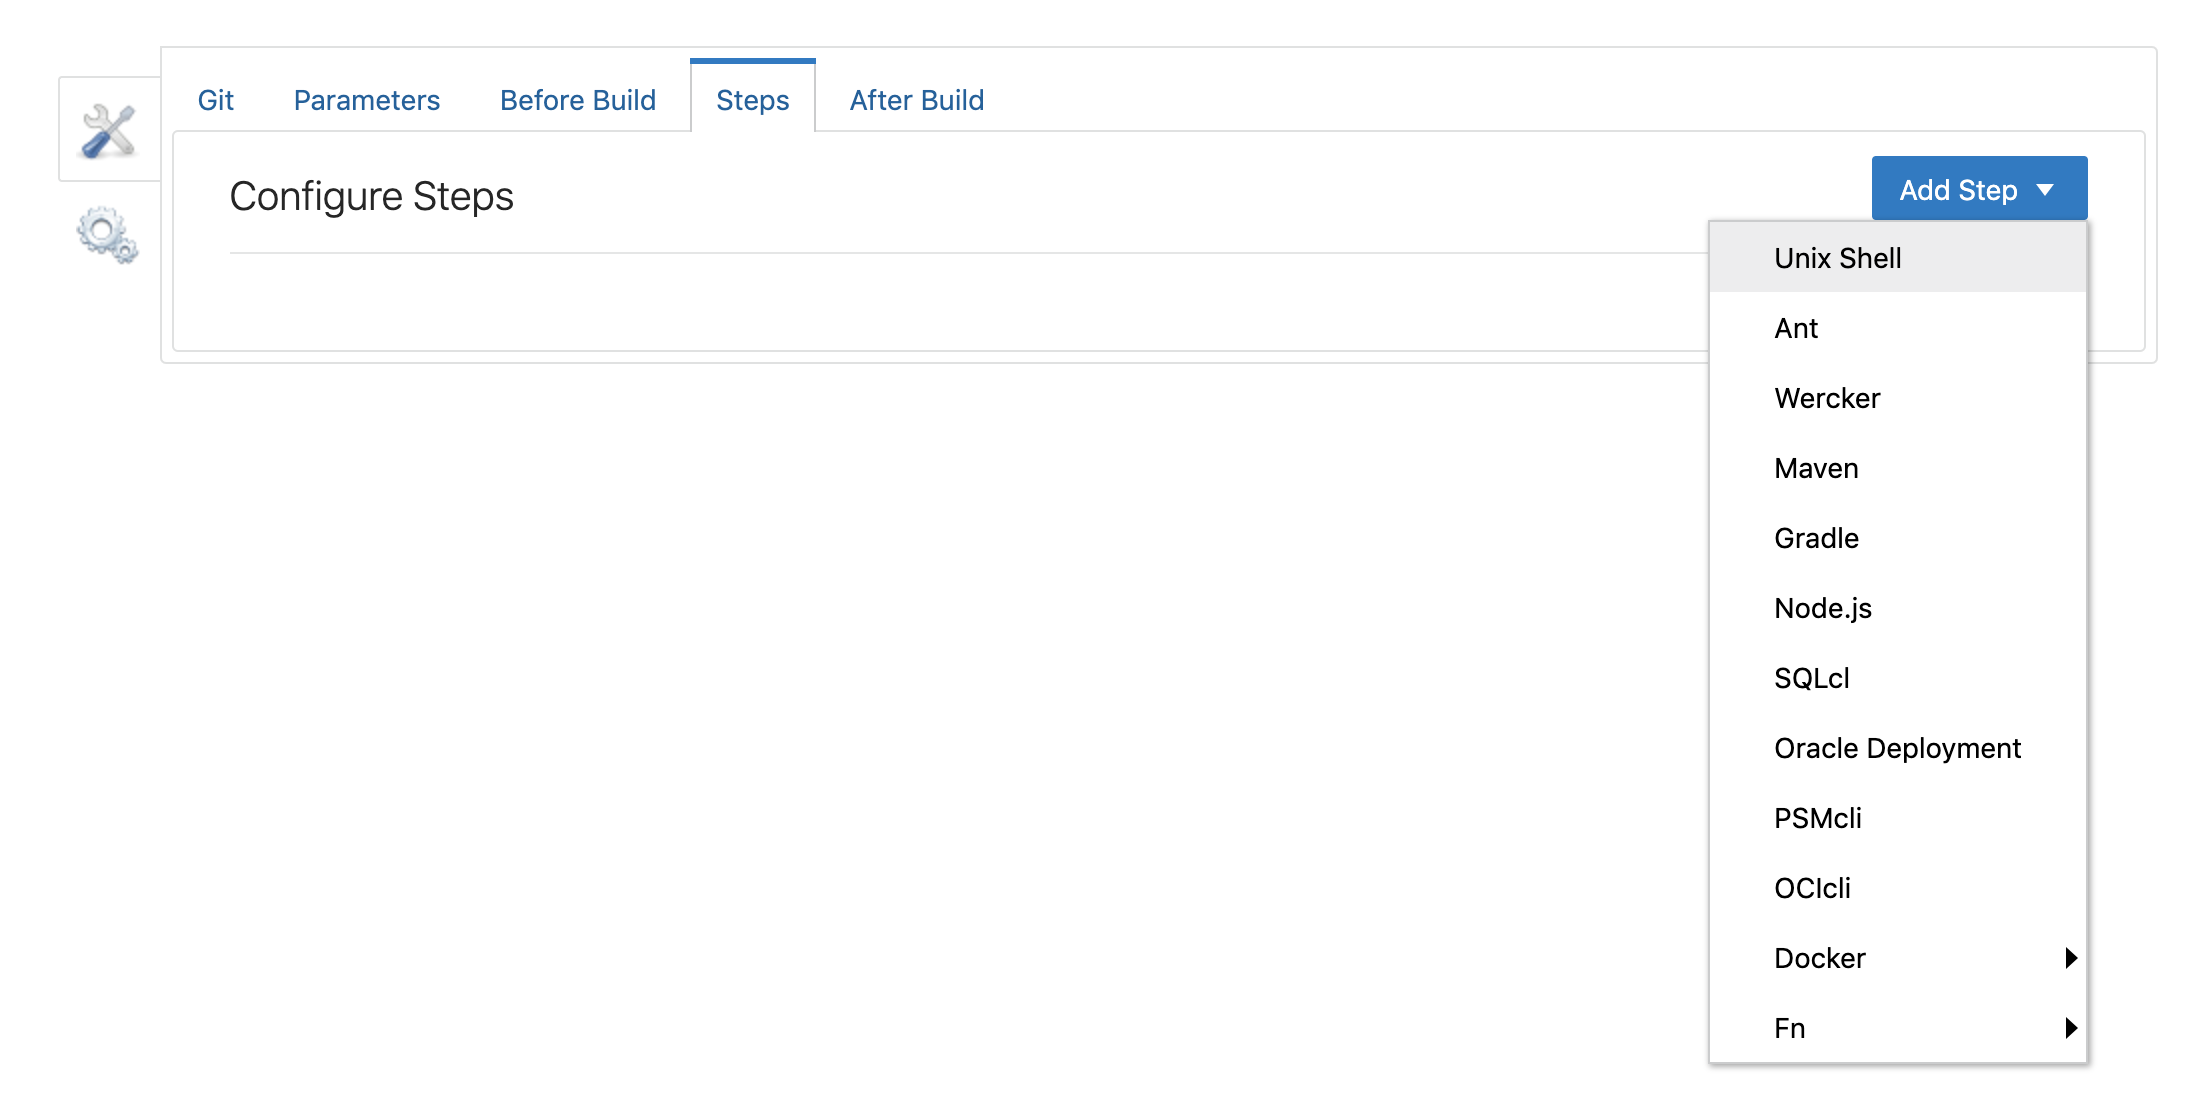 Git Parameters Before Build Steps After Build
Configure Steps
Add Step
Unix Shell
Ant
Wercker
Maven
Gradle
Node.js
SQLcl
Oracle Deployment
PSMcli
OCIcli
Docker
Fn